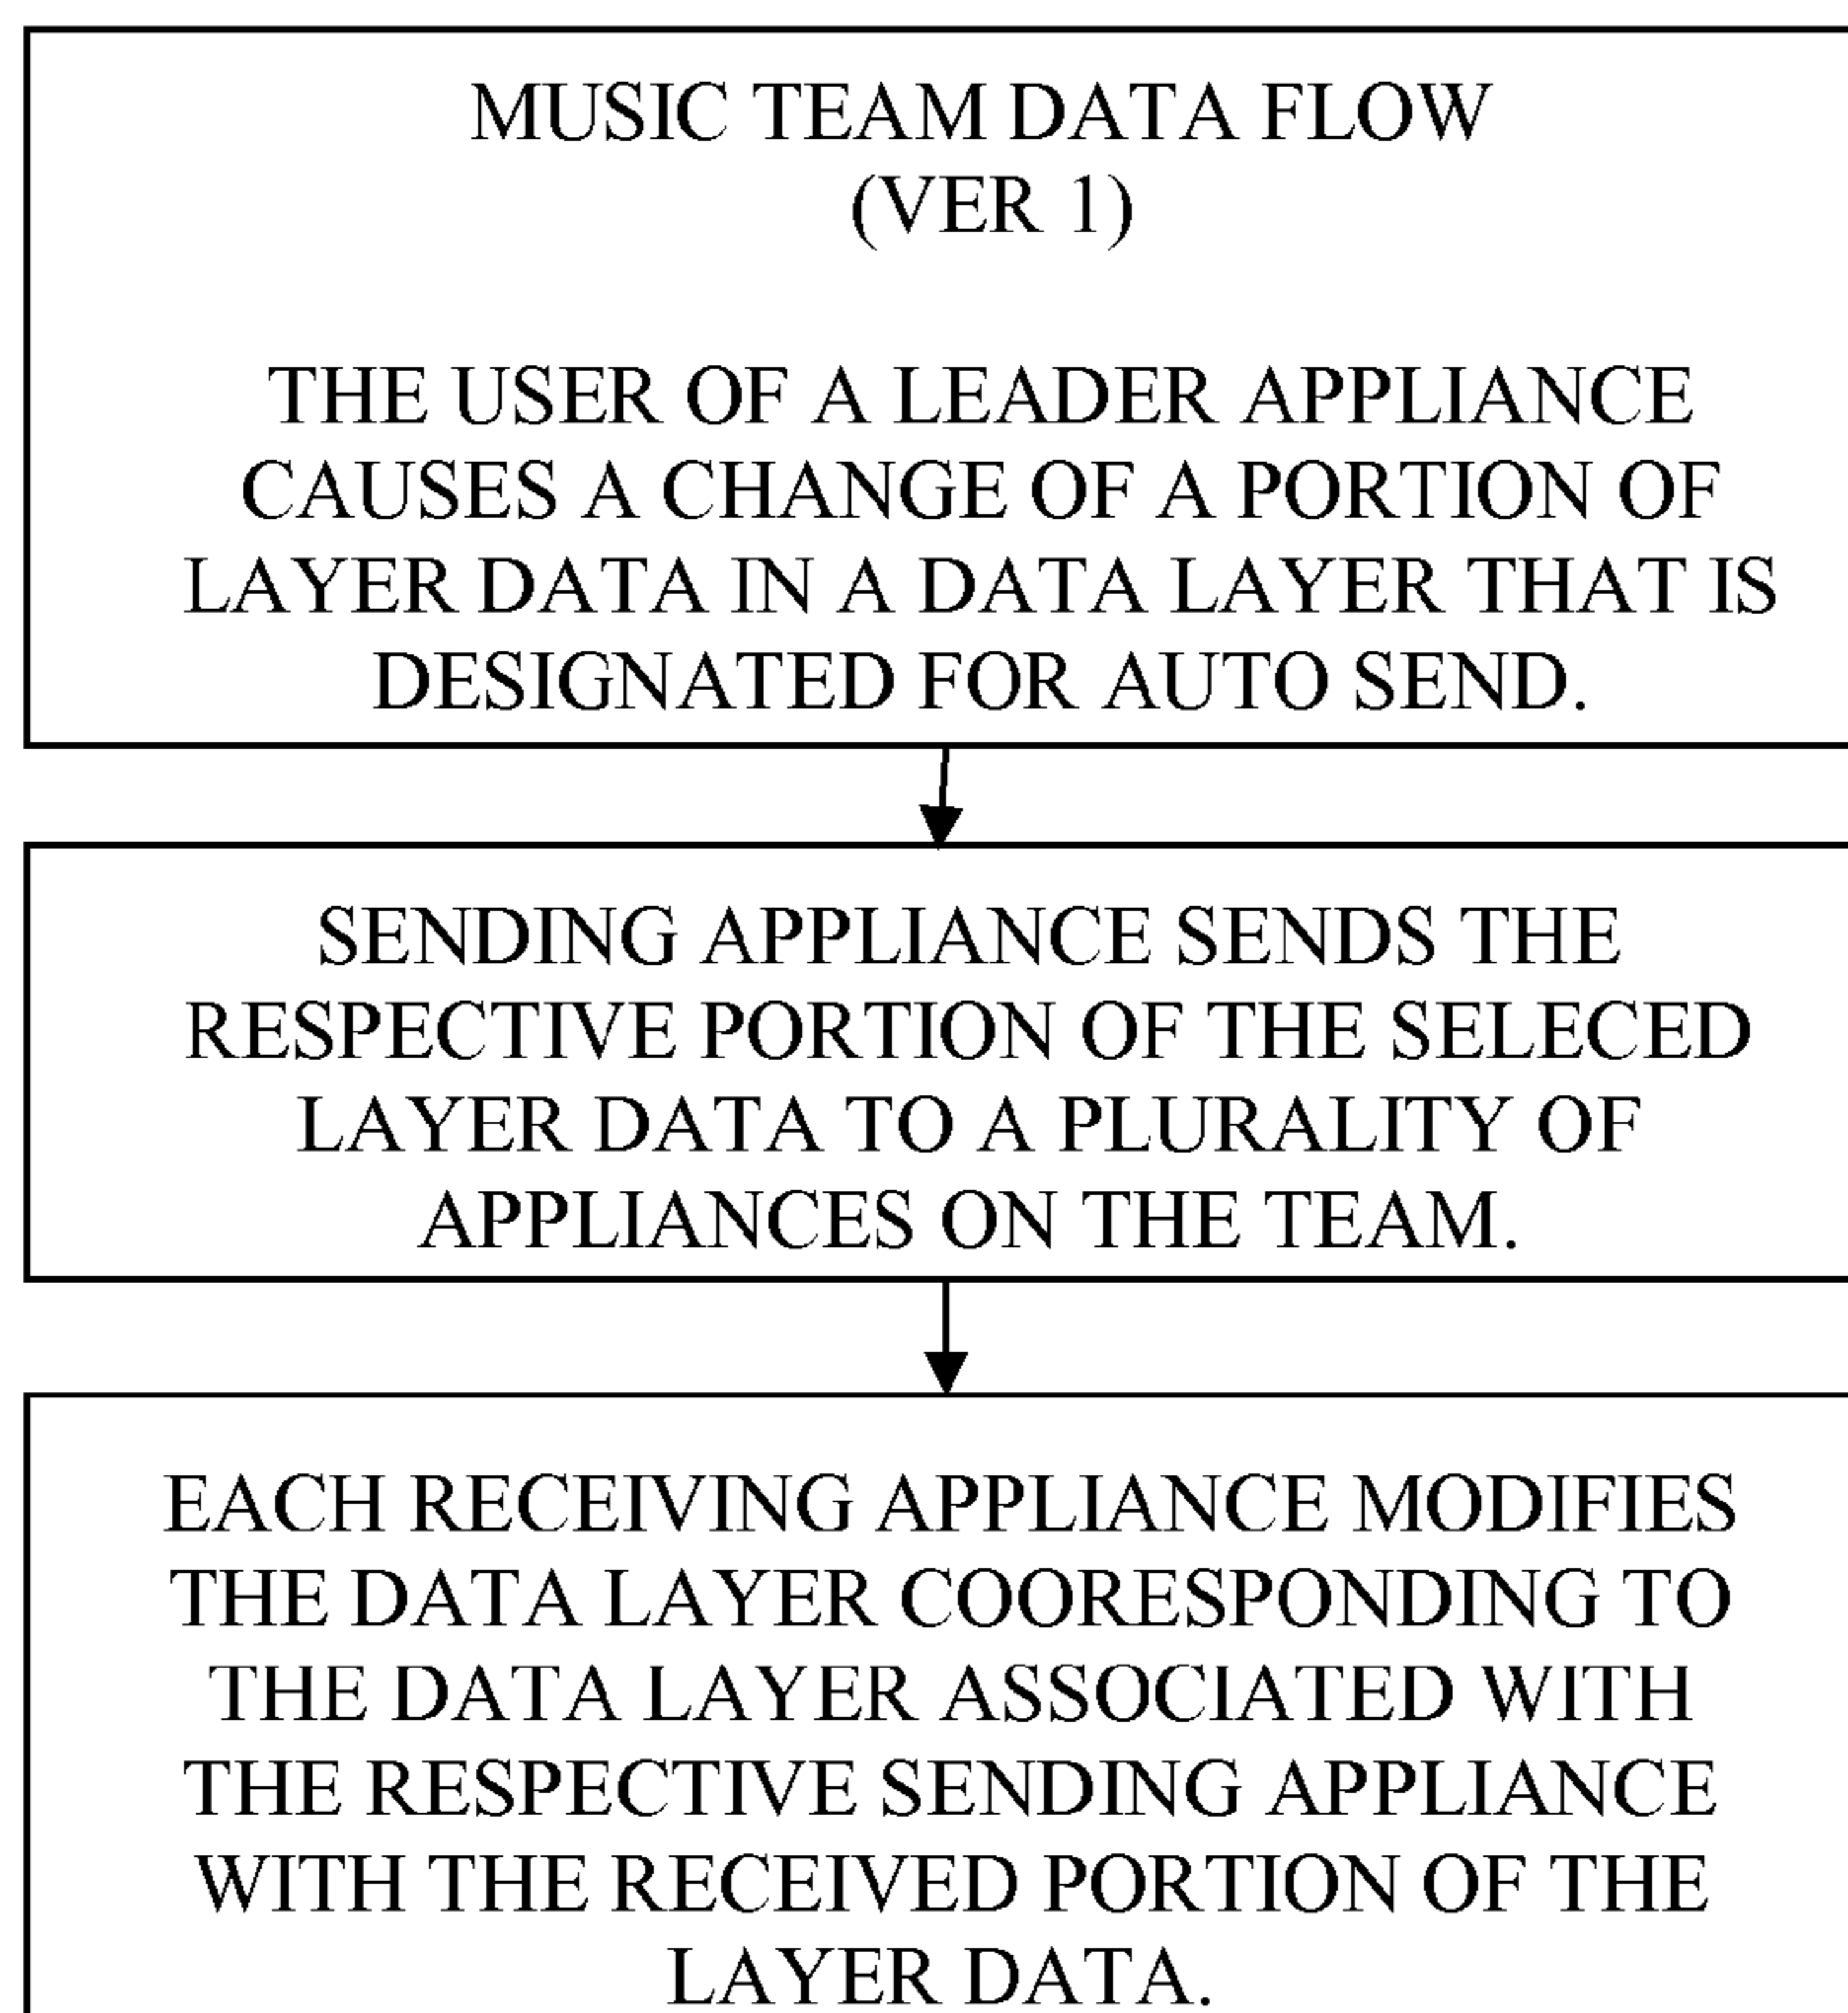 MUSIC TEAM DATA FLOW
(VER 1)
THE USER OF A LEADER APPLIANCE
CAUSES A CHANGE OF A PORTION OF
LAYER DATA IN A DATA LAYER THAT IS
DESIGNATED FOR AUTO SEND.
SENDING APPLIANCE SENDS THE
RESPECTIVE PORTION OF THE SELECED
LAYER DATA TO A PLURALITY OF
APPLIANCES ON THE TEAM.
EACH RECEIVING APPLIANCE MODIFIES
THE DATA LAYER COORESPONDING TO
THE DATA LAYER ASSOCIATED WITH
THE RESPECTIVE SENDING APPLIANCE
WITH THE RECEIVED PORTION OF THE
LAYER DATA.